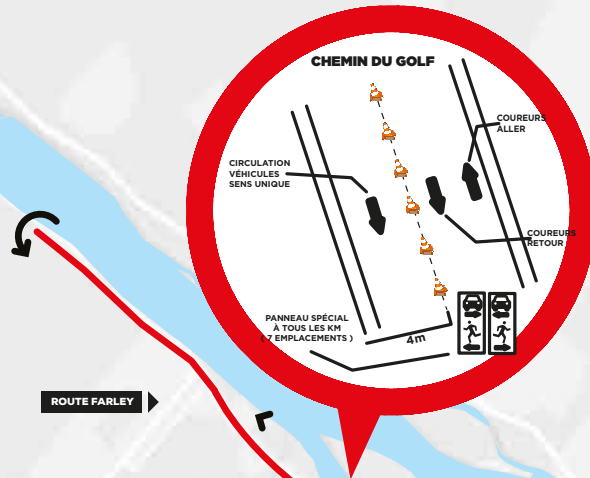 CHEMIN DU GOLF
COUREURS
ALLER
CIRCULATION
VÉHICULES
SENS UNIQUE
COUREURS
RETOUR
PANNEAU SPÉCIAL
À TOUS LES KM
( 7 EMPLACEMENTS )
4m
ROUTE FARLEY